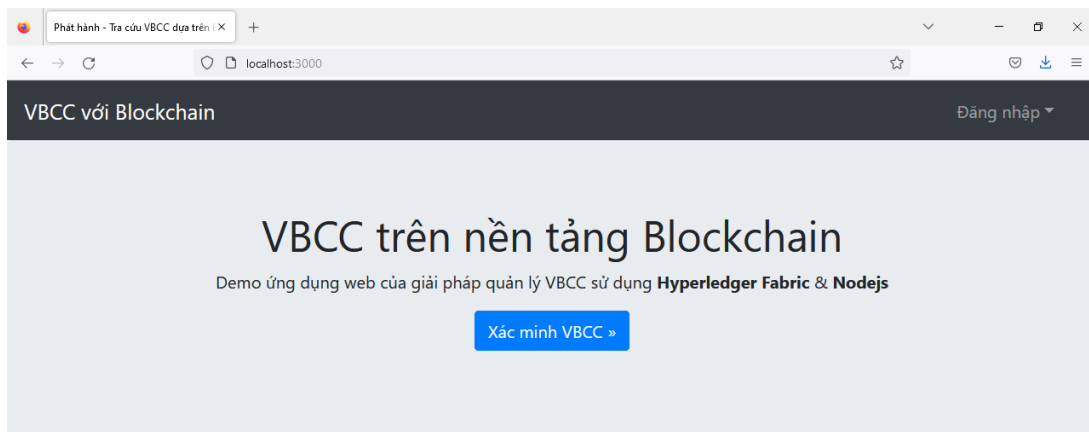 Phát hành - Tra cứu VBCC dựa trên
localhost:3000
VBCC với Blockchain
Đăng nhập
VBCC trên nền tảng Blockchain
Demo ứng dụng web của giải pháp quản lý VBCC sử dụng Hyperledger Fabric & Nodejs
Xác minh VBCC »